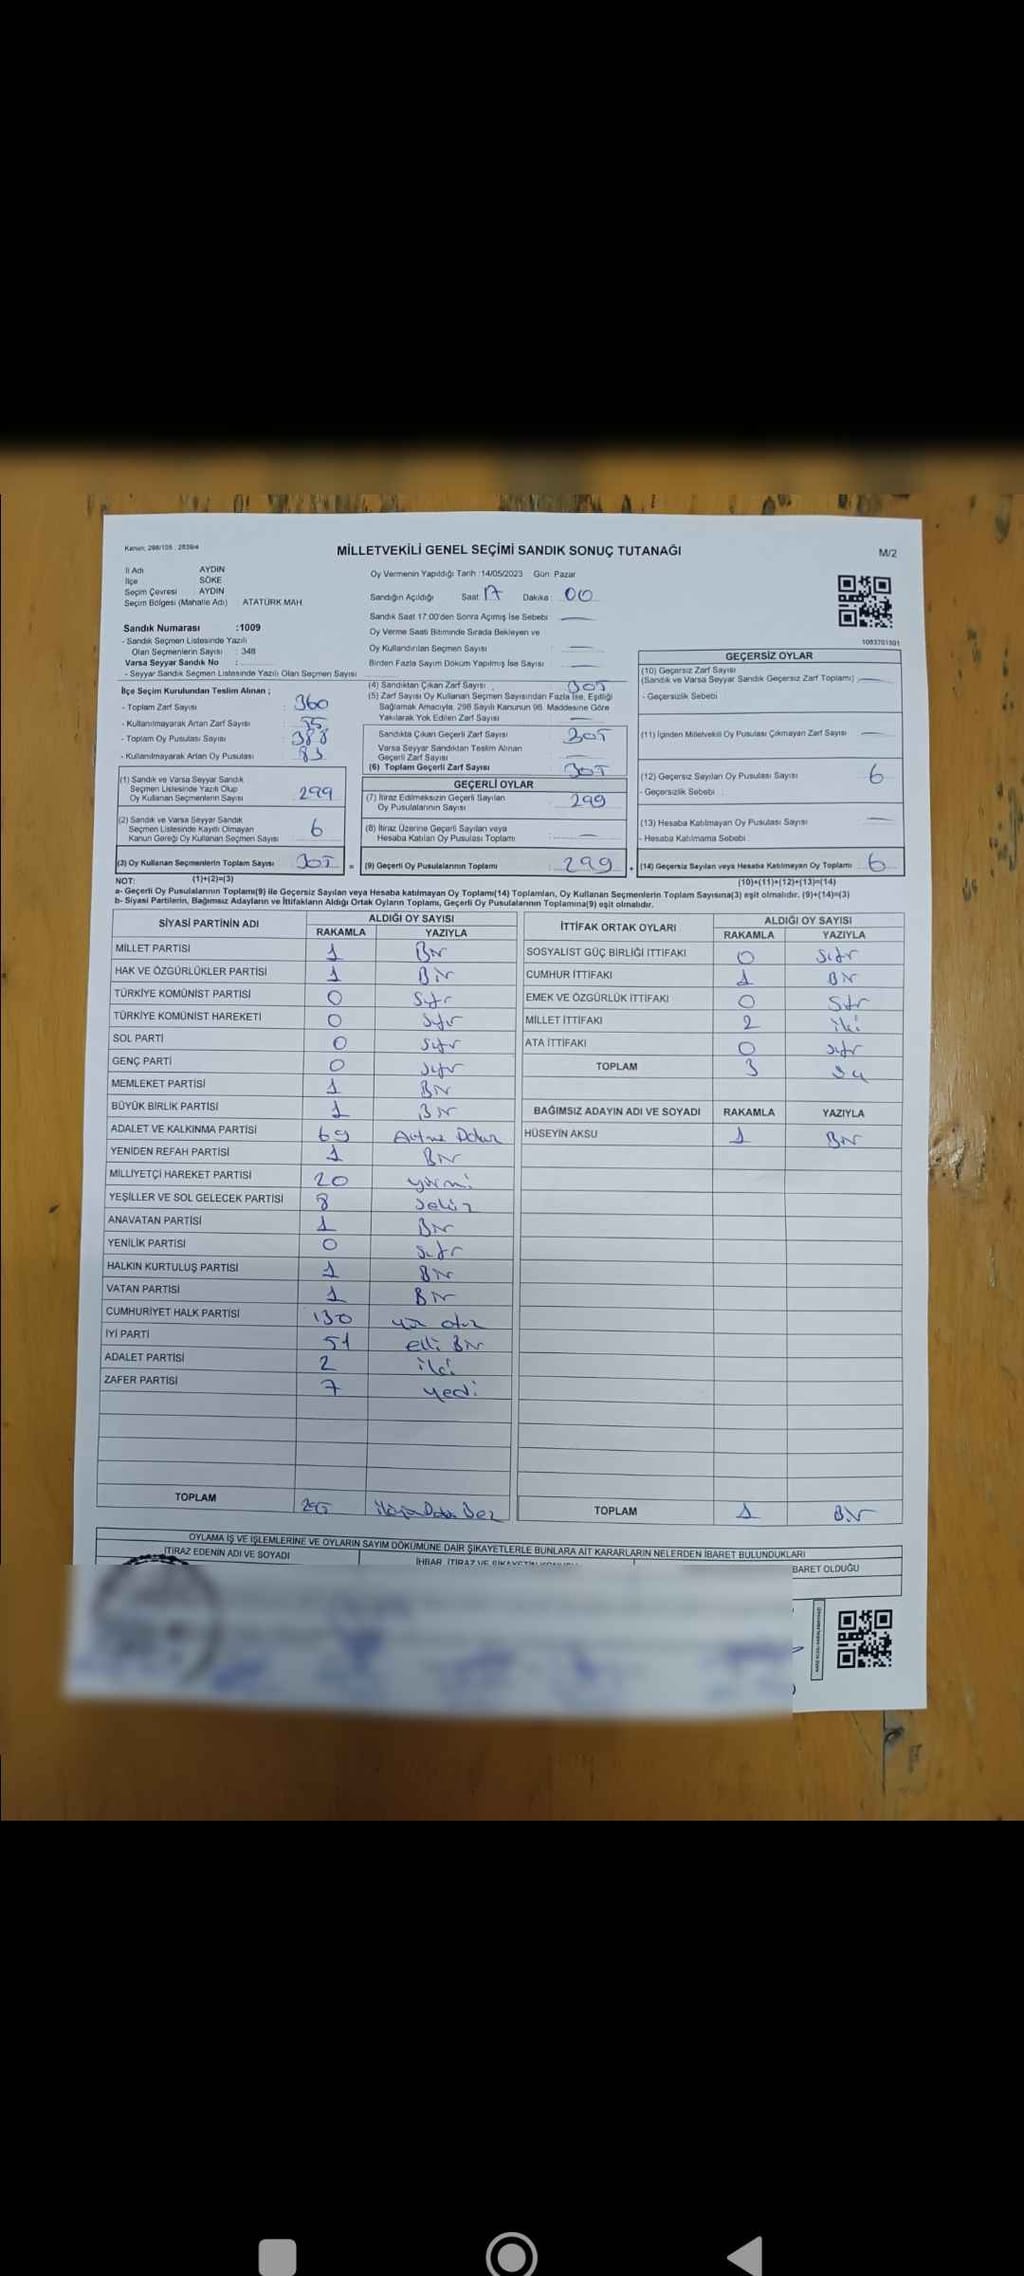 Kanun: 298/105 : 2839/4
MİLLETVEKİLİ GENEL SEÇİMİ SANDIK SONUÇ TUTANAĞI
M/2
İl Adı AYDIN
İlçe SÖKE
Seçim Çevresi AYDIN
Seçim Bölgesi (Mahalle Adı) ATATÜRK MAH.
Sandık Numarası :1009
- Sandık Seçmen Listesinde Yazılı
Olan Seçmenlerin Sayısı : 348
Varsa Seyyar Sandık No :
- Seyyar Sandık Seçmen Listesinde Yazılı Olan Seçmen Sayısı
Oy Vermenin Yapıldığı Tarih :14/05/2023 Gün: Pazar
Sandığın Açıldığı Saat: 17 Dakika: 00
Sandık Saat 17:00'den Sonra Açımış İse Sebebi
Oy Verme Saati Bitiminde Sırada Bekleyen ve
Oy Kullandırılan Seçmen Sayısı
Birden Fazla Sayım Döküm Yapılmış İse Sayısı
1083701501
İlçe Seçim Kurulundan Teslim Alınan ;
- Toplam Zarf Sayısı : 360
- Kullanılmayarak Artan Zarf Sayısı : 55
- Toplam Oy Pusulası Sayısı : 388
- Kullanılmayarak Artan Oy Pusulası : 83
(4) Sandıktan Çıkan Zarf Sayısı : 305
(5) Zarf Sayısı Oy Kullanan Seçmen Sayısından Fazla İse, Eşitliği
Sağlamak Amacıyla, 298 Sayılı Kanunun 98. Maddesine Göre
Yakılarak Yok Edilen Zarf Sayısı
Sandıkta Çıkan Geçerli Zarf Sayısı 305
Varsa Seyyar Sandıktan Teslim Alınan
Geçerli Zarf Sayısı
(6) Toplam Geçerli Zarf Sayısı 305
GEÇERSİZ OYLAR
(10) Geçersiz Zarf Sayısı
(Sandık ve Varsa Seyyar Sandık Geçersiz Zarf Toplamı)
- Geçersizlik Sebebi
(11) İçinden Milletvekili Oy Pusulası Çıkmayan Zarf Sayısı
(12) Geçersiz Sayılan Oy Pusulası Sayısı 6
- Geçersizlik Sebebi
(13) Hesaba Katılmayan Oy Pusulası Sayısı
- Hesaba Katılmama Sebebi
(1) Sandık ve Varsa Seyyar Sandık
Seçmen Listesinde Yazılı Olup
Oy Kullanan Seçmenlerin Sayısı 299
(2) Sandık ve Varsa Seyyar Sandık
Seçmen Listesinde Kayıtlı Olmayan
Kanun Gereği Oy Kullanan Seçmen Sayısı 6
GEÇERLİ OYLAR
(7) İtiraz Edilmeksizin Geçerli Sayılan
Oy Pusulalarının Sayısı 299
(8) İtiraz Üzerine Geçerli Sayılan veya
Hesaba Katılan Oy Pusulası Toplamı
(3) Oy Kullanan Seçmenlerin Toplam Sayısı 305 = (9) Geçerli Oy Pusulalarının Toplamı 299 + (14) Geçersiz Sayılan veya Hesaba Katılmayan Oy Toplamı 6
NOT: (1)+(2)=(3) (10)+(11)+(12)+(13)=(14)
a- Geçerli Oy Pusulalarının Toplamı(9) ile Geçersiz Sayılan veya Hesaba katılmayan Oy Toplamı(14) Toplamları, Oy Kullanan Seçmenlerin Toplam Sayısına(3) eşit olmalıdır. (9)+(14)=(3)
b- Siyasi Partilerin, Bağımsız Adayların ve İttifakların Aldığı Ortak Oyların Toplamı, Geçerli Oy Pusulalarının Toplamına(9) eşit olmalıdır.
SİYASİ PARTİNİN ADI ALDIĞI OY SAYISI
RAKAMLA YAZIYLA
MİLLET PARTİSİ 1 Bir
HAK VE ÖZGÜRLÜKLER PARTİSİ 1 Bir
TÜRKİYE KOMÜNİST PARTİSİ 0 Sıfır
TÜRKİYE KOMÜNİST HAREKETİ 0 Sıfır
SOL PARTİ 0 Sıfır
GENÇ PARTİ 0 Sıfır
MEMLEKET PARTİSİ 1 Bir
BÜYÜK BİRLİK PARTİSİ 1 Bir
ADALET VE KALKINMA PARTİSİ 69 Altmış Dokuz
YENİDEN REFAH PARTİSİ 1 Bir
MİLLİYETÇİ HAREKET PARTİSİ 20 yirmi
YEŞİLLER VE SOL GELECEK PARTİSİ 8 Sekiz
ANAVATAN PARTİSİ 1 Bir
YENİLİK PARTİSİ 0 Sıfır
HALKIN KURTULUŞ PARTİSİ 1 Bir
VATAN PARTİSİ 1 Bir
CUMHURİYET HALK PARTİSİ 130 yüz otuz
İYİ PARTİ 51 elli Bir
ADALET PARTİSİ 2 iki
ZAFER PARTİSİ 7 yedi
TOPLAM 295
İTTİFAK ORTAK OYLARI ALDIĞI OY SAYISI
RAKAMLA YAZIYLA
SOSYALİST GÜÇ BİRLİĞİ İTTİFAKI 0 Sıfır
CUMHUR İTTİFAKI 1 Bir
EMEK VE ÖZGÜRLÜK İTTİFAKI 0 Sıfır
MİLLET İTTİFAKI 2 iki
ATA İTTİFAKI 0 Sıfır
TOPLAM 3 üç
BAĞIMSIZ ADAYIN ADI VE SOYADI RAKAMLA YAZIYLA
HÜSEYİN AKSU 1 Bir
TOPLAM 1 Bir
OYLAMA İŞ VE İŞLEMLERİNE VE OYLARIN SAYIM DÖKÜMÜNE DAİR ŞİKAYETLERLE BUNLARA AİT KARARLARIN NELERDEN İBARET BULUNDUKLARI
İTİRAZ EDENİN ADI VE SOYADI
BARET OLDUĞU